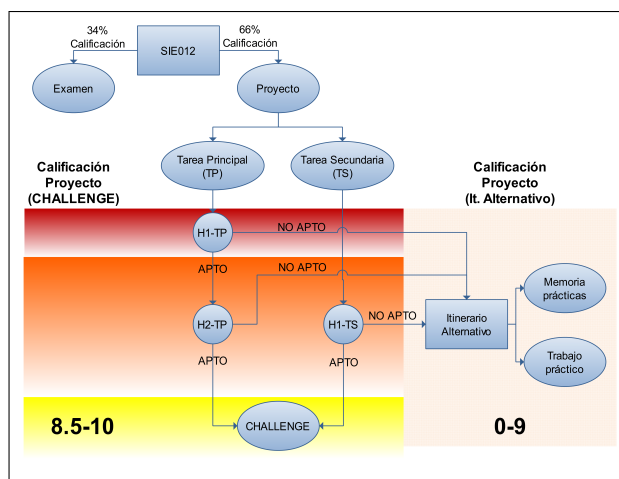 34%
Calificación
SIE012
66%
Calificación
Examen
Proyecto
Tarea Principal
(TP)
Tarea Secundaria
(TS)
Calificación
Proyecto
(CHALLENGE)
Calificación
Proyecto
(It. Alternativo)
H1-TP
NO APTO
APTO
NO APTO
H2-TP
H1-TS
NO APTO
Itinerario
Alternativo
Memoria
prácticas
Trabajo
práctico
APTO
APTO
8.5-10
CHALLENGE
0-9